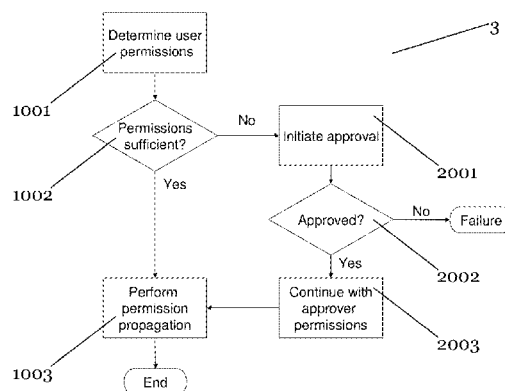 Determine user
permissions
3
1001
Permissions
sufficient?
No
Initiate approval
1002
2001
Yes
Approved?
No
Failure
2002
Yes
Perform
permission
propagation
Continue with
approver
permissions
1003
2003
End